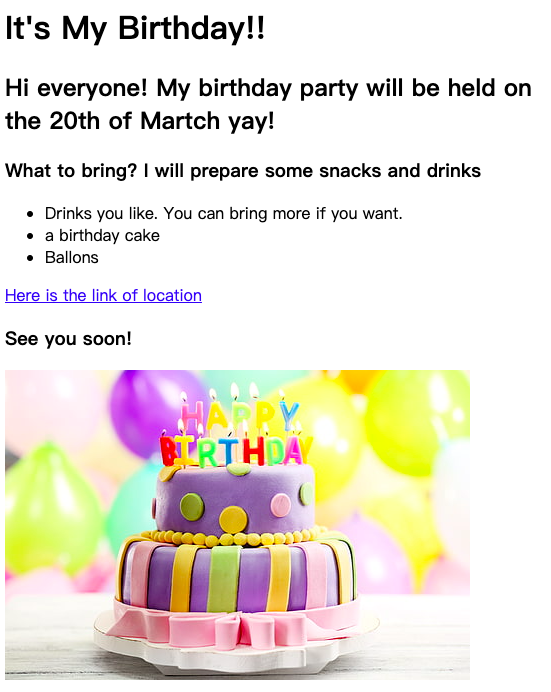 It's My Birthday!!
Hi everyone! My birthday party will be held on
the 20th of Martch yay!
What to bring? I will prepare some snacks and drinks
Drinks you like. You can bring more if you want.
a birthday cake
Ballons
Here is the link of location
See you soon!
HAPPY
BIRTHDAY